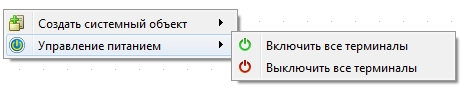 Создать системный объект
Управление питанием
Включить все терминалы
Выключить все терминалы